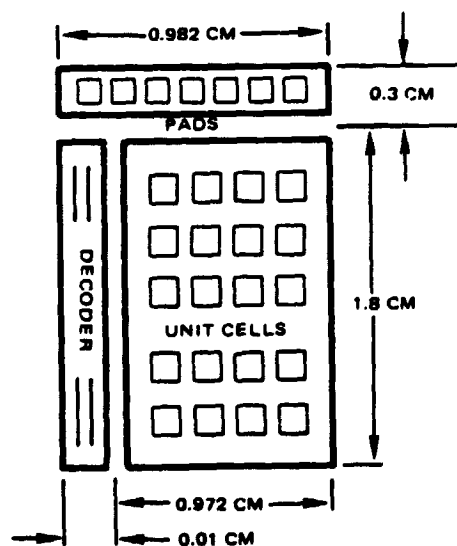 0.982 CM
0.3 CM
PADS
DECODER
1.8 CM
UNIT CELLS
0.972 CM
0.01 CM